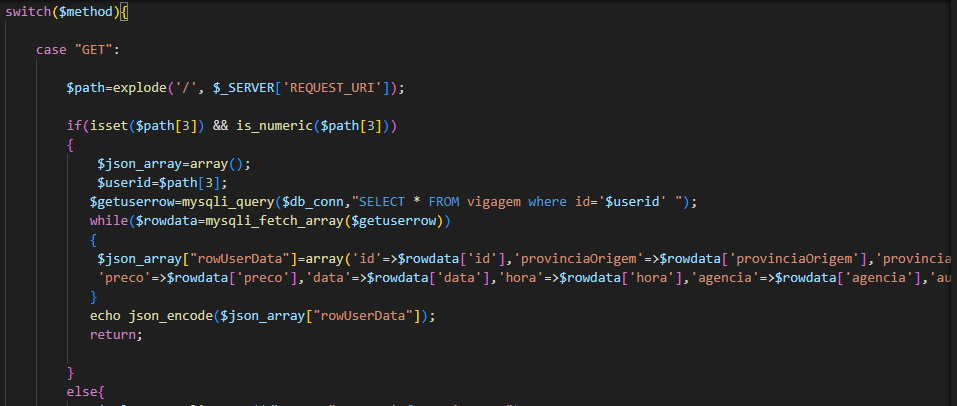 switch($method){
case "GET":
$path=explode('/', $_SERVER['REQUEST_URI']);
if(isset($path[3]) && is_numeric($path[3]))
{
$json_array=array();
$userid=$path[3];
$getuserrow=mysqli_query($db_conn,"SELECT * FROM vigagem where id='$userid' ");
while($rowdata=mysqli_fetch_array($getuserrow))
{
$json_array["rowUserData"]=array('id'=>$rowdata['id'],'provinciaOrigem'=>$rowdata['provinciaOrigem'],'provincia
'preco'=>$rowdata['preco'],'data'=>$rowdata['data'],'hora'=>$rowdata['hora'],'agencia'=>$rowdata['agencia'],'au
}
echo json_encode($json_array["rowUserData"]);
return;
}
else{